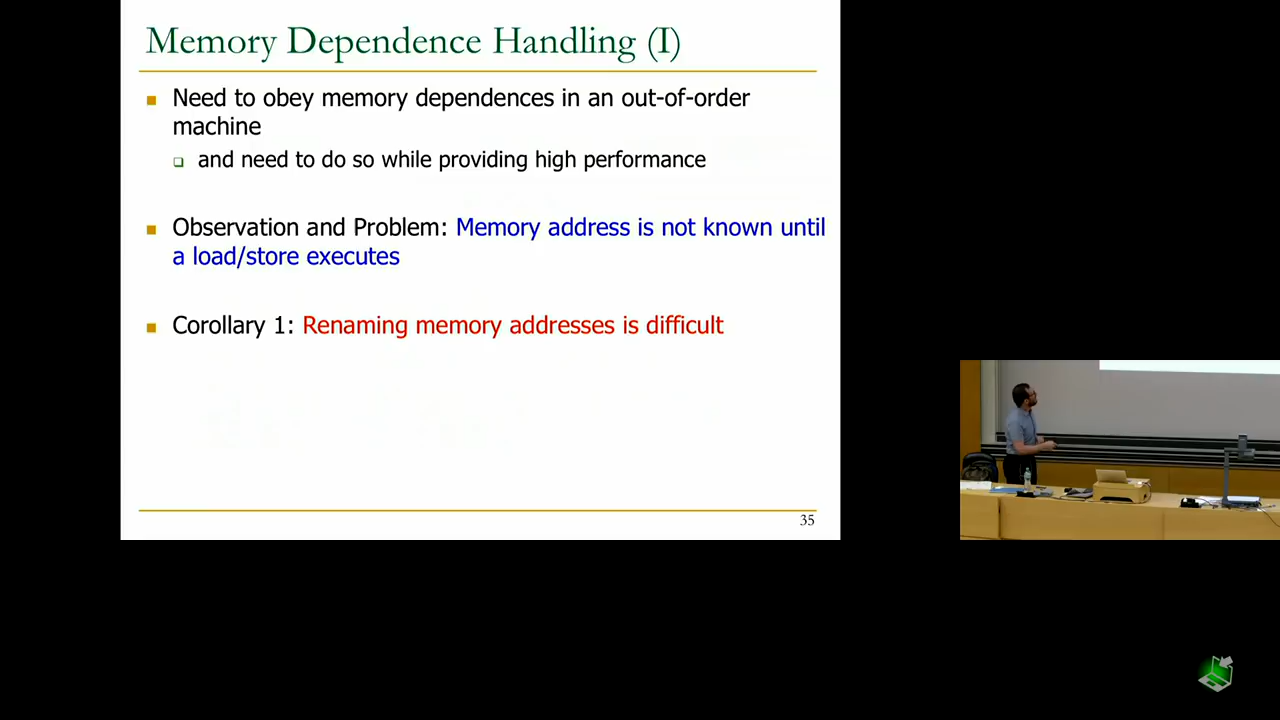 Memory Dependence Handling (I)
Need to obey memory dependences in an out-of-order
machine
and need to do so while providing high performance
Observation and Problem: Memory address is not known until
a load/store executes
Corollary 1: Renaming memory addresses is difficult
35